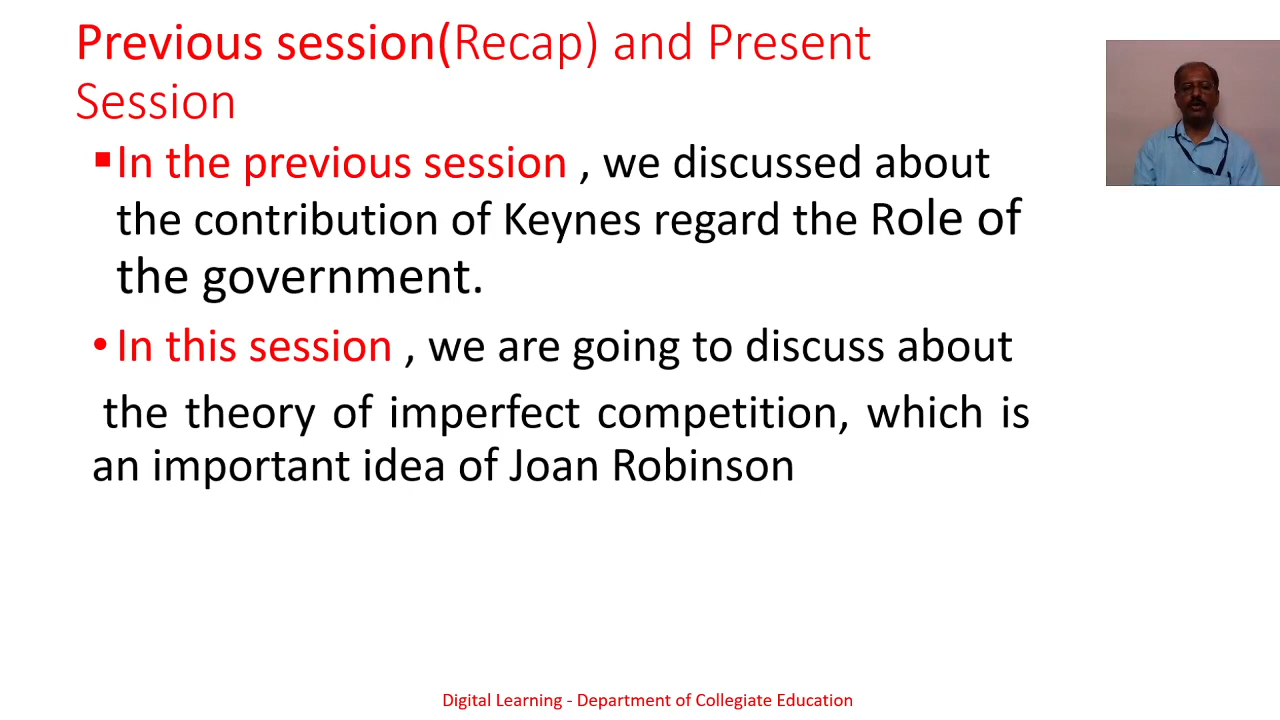 Previous session(Recap) and Present
Session
▪In the previous session , we discussed about
the contribution of Keynes regard the Role of
the government.
• In this session , we are going to discuss about
the theory of imperfect competition, which is
an important idea of Joan Robinson
Digital Learning - Department of Collegiate Education